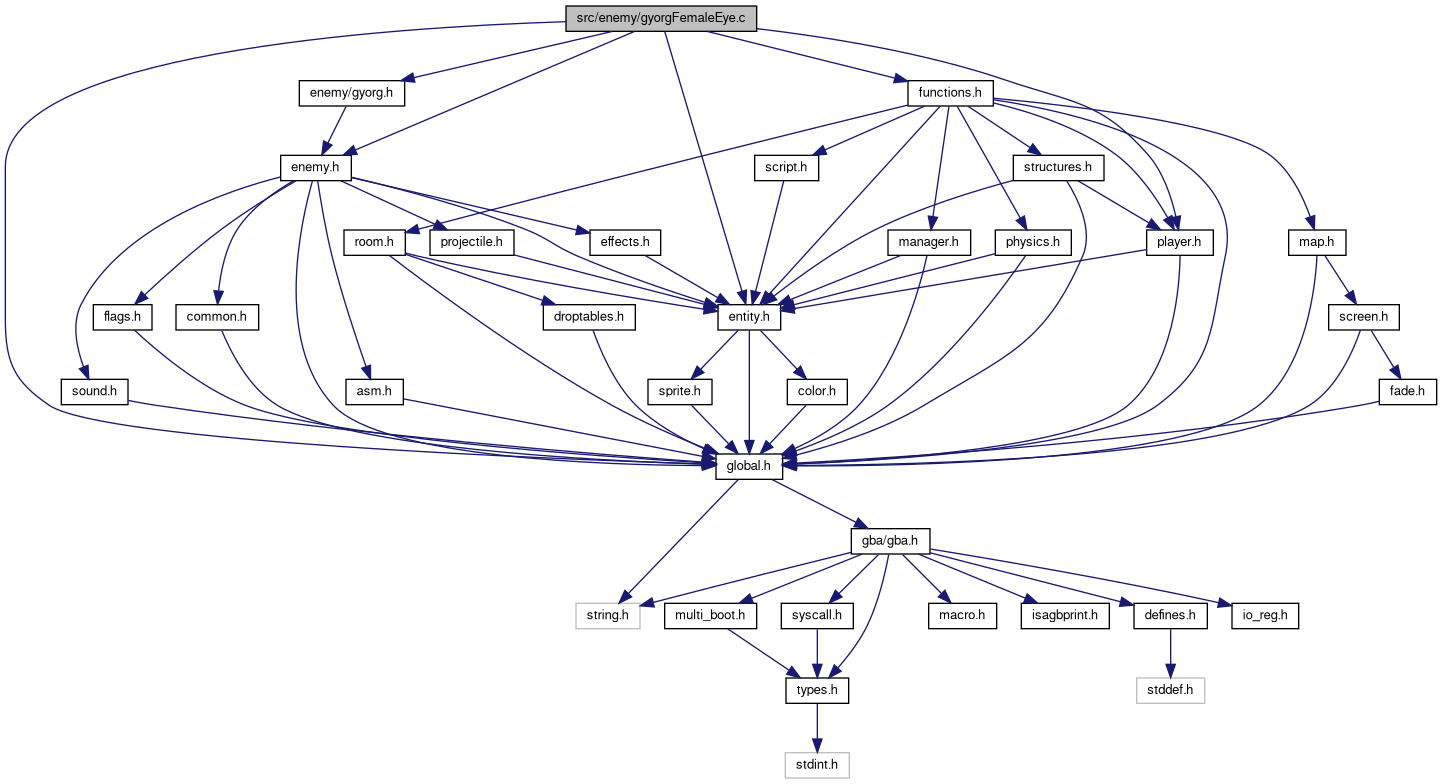 src/enemy/gyorgFemaleEye.c
enemy/gyorg.h
functions.h
enemy.h
script.h
structures.h
room.h
projectile.h
effects.h
manager.h
physics.h
player.h
map.h
flags.h
common.h
droptables.h
entity.h
screen.h
sound.h
asm.h
sprite.h
color.h
fade.h
global.h
gba/gba.h
string.h
multi_boot.h
syscall.h
macro.h
isagbprint.h
defines.h
io_reg.h
types.h
stddef.h
stdint.h